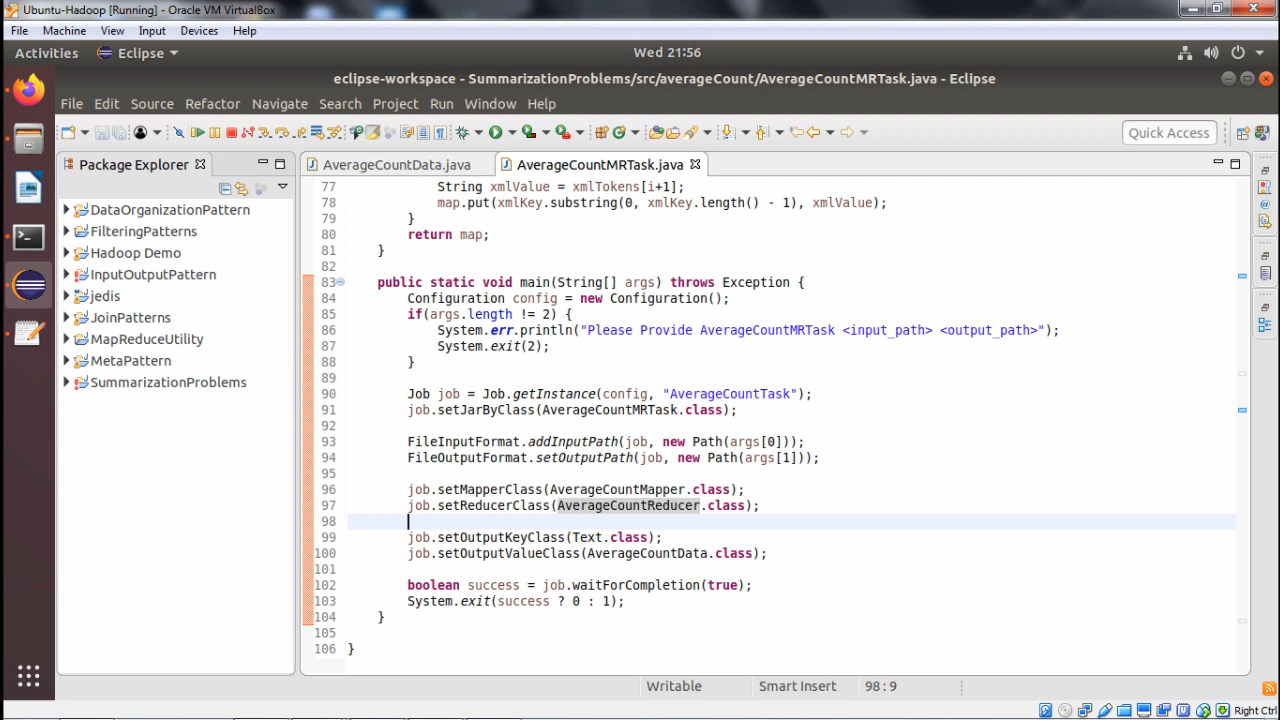 Ubuntu-Hadoop [Running] - Oracle VM VirtualBox
File Machine View Input Devices Help
Activities Eclipse Wed 21:56
eclipse-workspace - SummarizationProblems/src/averageCount/AverageCountMRTask.java - Eclipse
File Edit Source Refactor Navigate Search Project Run Window Help
Quick Access
Package Explorer AverageCountData.java AverageCountMRTask.java
DataOrganizationPattern
FilteringPatterns
Hadoop Demo
InputOutputPattern
jedis
JoinPatterns
MapReduceUtility
MetaPattern
SummarizationProblems
77 String xmlValue = xmlTokens[i+1];
78 map.put(xmlKey.substring(0, xmlKey.length() - 1), xmlValue);
79 }
80 return map;
81 }
82
83 public static void main(String[] args) throws Exception {
84 Configuration config = new Configuration();
85 if(args.length != 2) {
86 System.err.println("Please Provide AverageCountMRTask <input_path> <output_path>");
87 System.exit(2);
88 }
89
90 Job job = Job.getInstance(config, "AverageCountTask");
91 job.setJarByClass(AverageCountMRTask.class);
92
93 FileInputFormat.addInputPath(job, new Path(args[0]));
94 FileOutputFormat.setOutputPath(job, new Path(args[1]));
95
96 job.setMapperClass(AverageCountMapper.class);
97 job.setReducerClass(AverageCountReducer.class);
98
99 job.setOutputKeyClass(Text.class);
100 job.setOutputValueClass(AverageCountData.class);
101
102 boolean success = job.waitForCompletion(true);
103 System.exit(success ? 0 : 1);
104 }
105
106 }
Writable Smart Insert 98:9
Right Ctrl